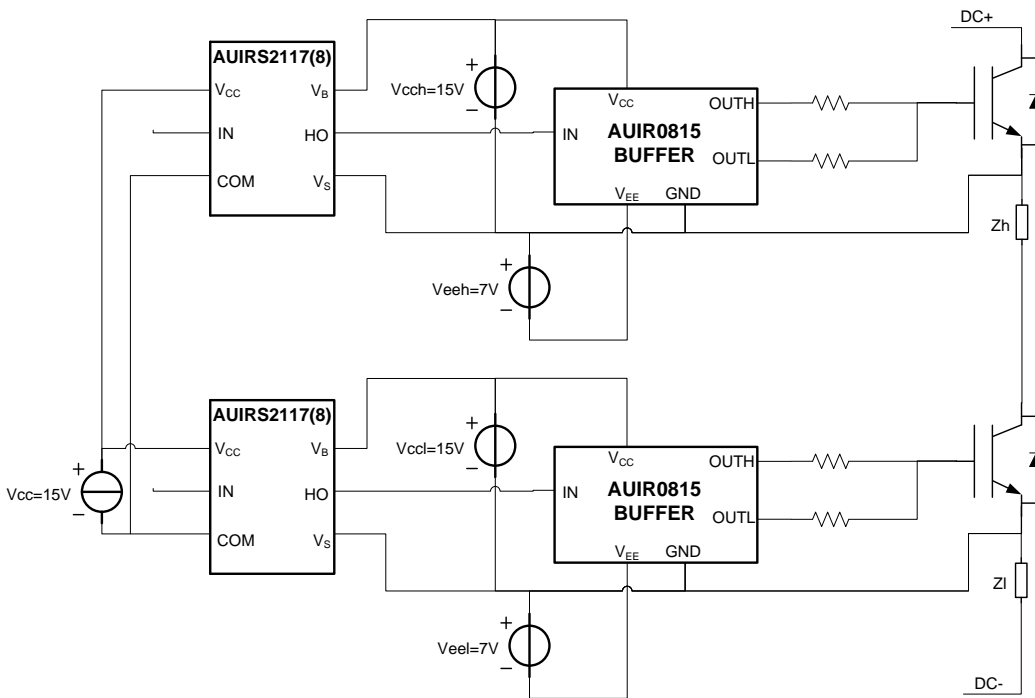 DC+
AUIRS2117(8)
VCC
VB
IN
HO
COM
VS
Vcch=15V
+
−
VCC
OUTH
IN
AUIR0815
BUFFER
OUTL
VEE
GND
Zh
Veeh=7V
+
−
AUIRS2117(8)
VCC
VB
IN
HO
COM
VS
Vcc=15V
+
−
Vccl=15V
+
−
VCC
OUTH
IN
AUIR0815
BUFFER
OUTL
VEE
GND
Zl
Veel=7V
+
−
DC-